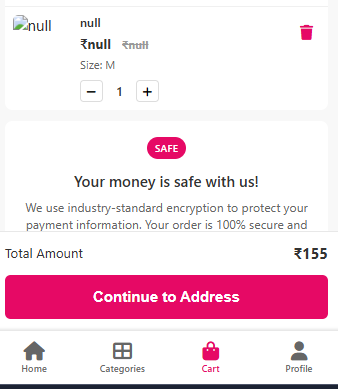 null
null
₹null ₹null
Size: M
− 1 +
SAFE
Your money is safe with us!
We use industry-standard encryption to protect your
payment information. Your order is 100% secure and
Total Amount ₹155
Continue to Address
Home Categories Cart Profile